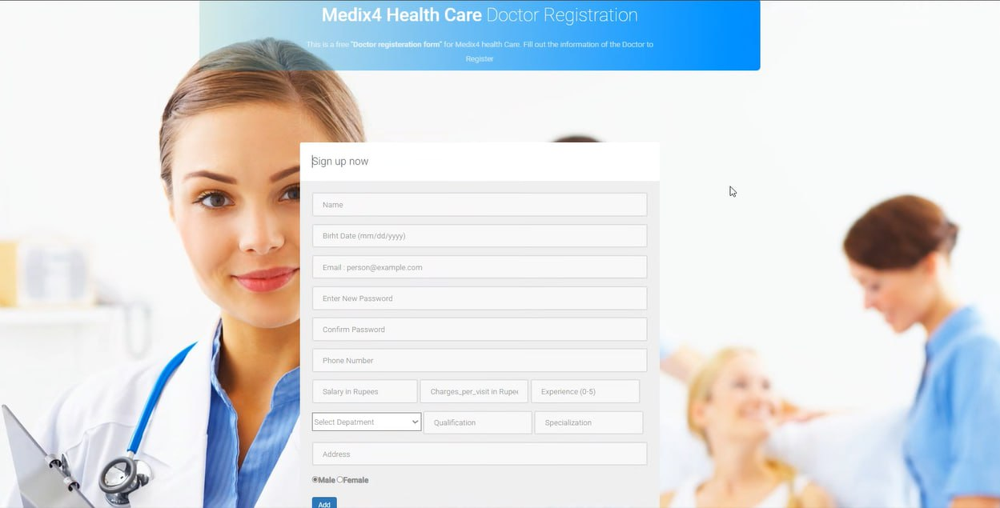 Medix4 Health Care Doctor Registration
This is a free "Doctor registeration form" for Medix4 health Care. Fill out the information of the Doctor to
Register
Sign up now
Name
Birht Date (mm/dd/yyyy)
Email : person@example.com
Enter New Password
Confirm Password
Phone Number
Salary in Rupees Charges_per_visit in Rupe Experience (0-5)
Select Depatment Qualification Specialization
Address
Male Female
Add